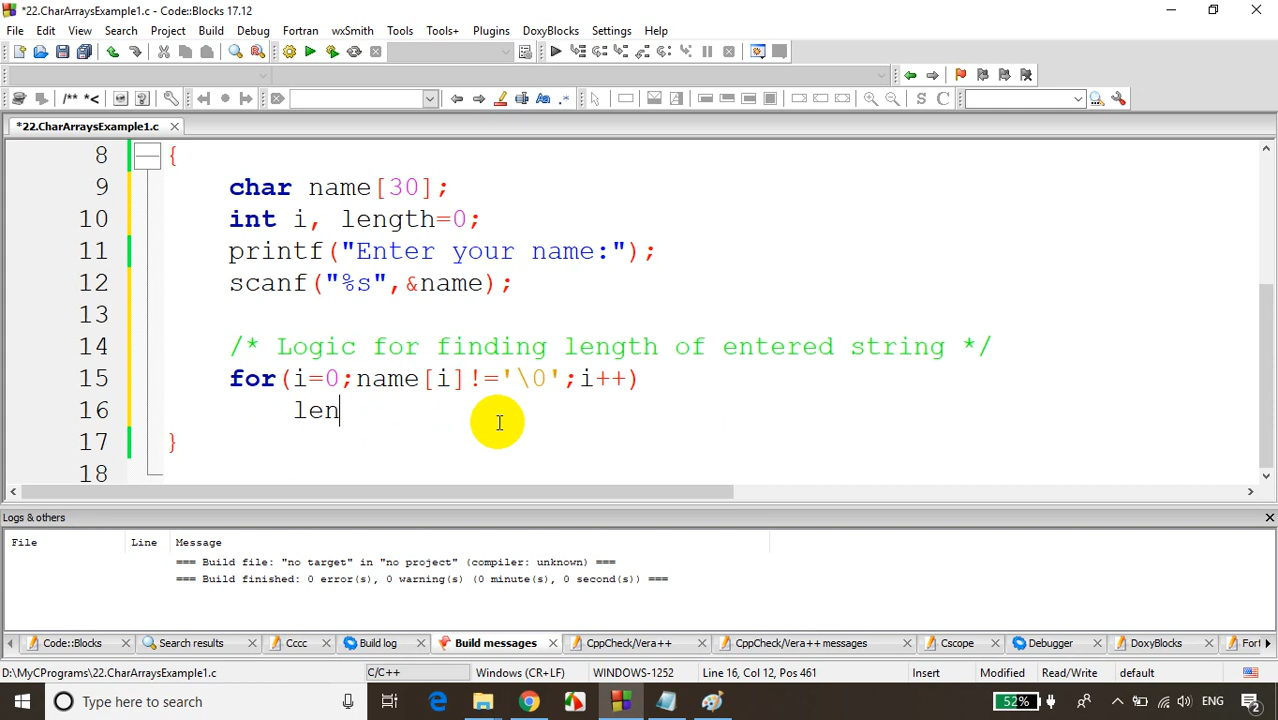 *22.CharArraysExample1.c - Code::Blocks 17.12
File Edit View Search Project Build Debug Fortran wxSmith Tools Tools+ Plugins DoxyBlocks Settings Help
/** *<
S C
*22.CharArraysExample1.c
8 {
9 char name[30];
10 int i, length=0;
11 printf("Enter your name:");
12 scanf("%s",&name);
13
14 /* Logic for finding length of entered string */
15 for(i=0;name[i]!='\0';i++)
16 len
17 }
18
Logs & others
File Line Message
=== Build file: "no target" in "no project" (compiler: unknown) ===
=== Build finished: 0 error(s), 0 warning(s) (0 minute(s), 0 second(s)) ===
Code::Blocks Search results Cccc Build log Build messages CppCheck/Vera++ CppCheck/Vera++ messages Cscope Debugger DoxyBlocks Fort
D:\MyCPrograms\22.CharArraysExample1.c C/C++ Windows (CR+LF) WINDOWS-1252 Line 16, Col 12, Pos 461 Insert Modified Read/Write default
Type here to search 52% ENG 2